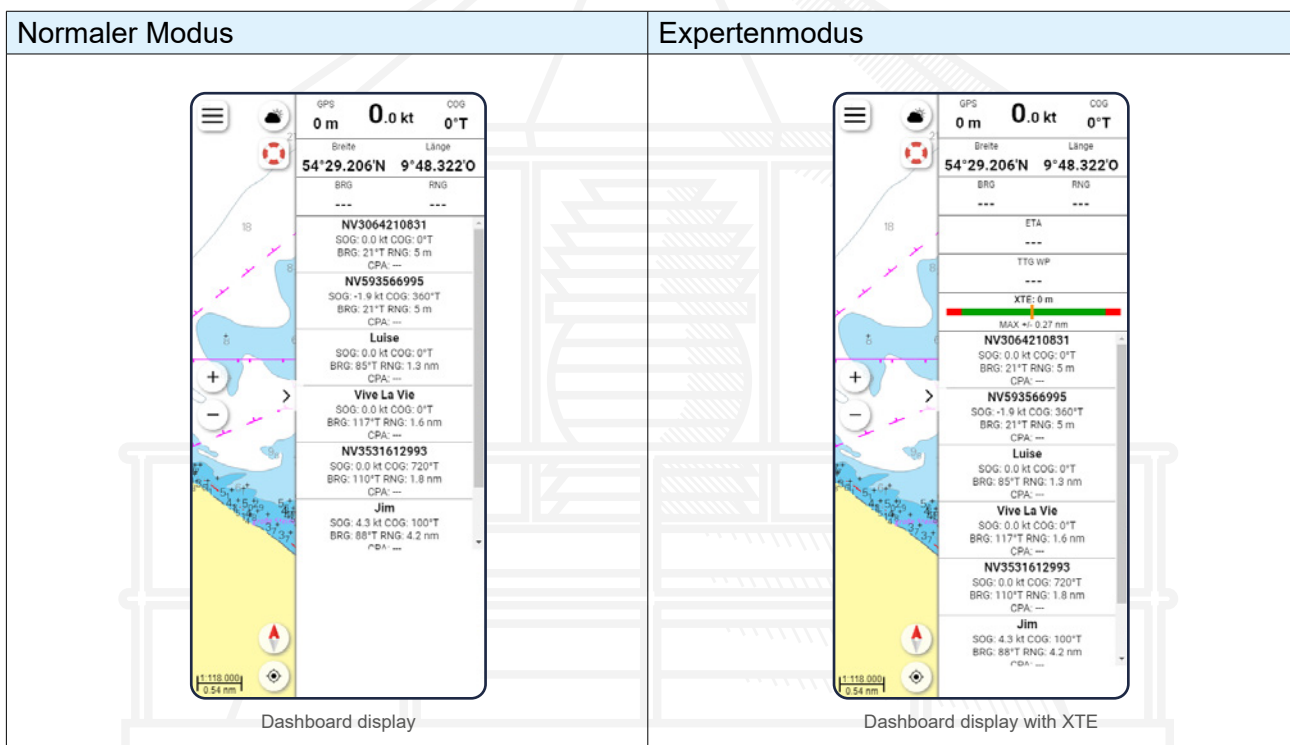 Normaler Modus
Expertenmodus
GPS
0 m
0.0 kt
COG
0°T
Breite
54°29.206'N
Länge
9°48.322'O
BRG
---
RNG
---
NV3064210831
SOG: 0.0 kt COG: 0°T
BRG: 21°T RNG: 5 m
CPA: ---
NV593566995
SOG: -1.9 kt COG: 360°T
BRG: 21°T RNG: 5 m
CPA: ---
Luise
SOG: 0.0 kt COG: 0°T
BRG: 85°T RNG: 1.3 nm
CPA: ---
Vive La Vie
SOG: 0.0 kt COG: 0°T
BRG: 117°T RNG: 1.6 nm
CPA: ---
NV3531612993
SOG: 0.0 kt COG: 720°T
BRG: 110°T RNG: 1.8 nm
CPA: ---
Jim
SOG: 4.3 kt COG: 100°T
BRG: 88°T RNG: 4.2 nm
CPA: ---
18
8
+
−
1:118.000
0.54 nm
Dashboard display
GPS
0 m
0.0 kt
COG
0°T
Breite
54°29.206'N
Länge
9°48.322'O
BRG
---
RNG
---
ETA
---
TTG WP
---
XTE: 0 m
MAX +/- 0.27 nm
NV3064210831
SOG: 0.0 kt COG: 0°T
BRG: 21°T RNG: 5 m
CPA: ---
NV593566995
SOG: -1.9 kt COG: 360°T
BRG: 21°T RNG: 5 m
CPA: ---
Luise
SOG: 0.0 kt COG: 0°T
BRG: 85°T RNG: 1.3 nm
CPA: ---
Vive La Vie
SOG: 0.0 kt COG: 0°T
BRG: 117°T RNG: 1.6 nm
CPA: ---
NV3531612993
SOG: 0.0 kt COG: 720°T
BRG: 110°T RNG: 1.8 nm
CPA: ---
Jim
SOG: 4.3 kt COG: 100°T
BRG: 88°T RNG: 4.2 nm
CPA: ---
18
8
+
−
1:118.000
0.54 nm
Dashboard display with XTE